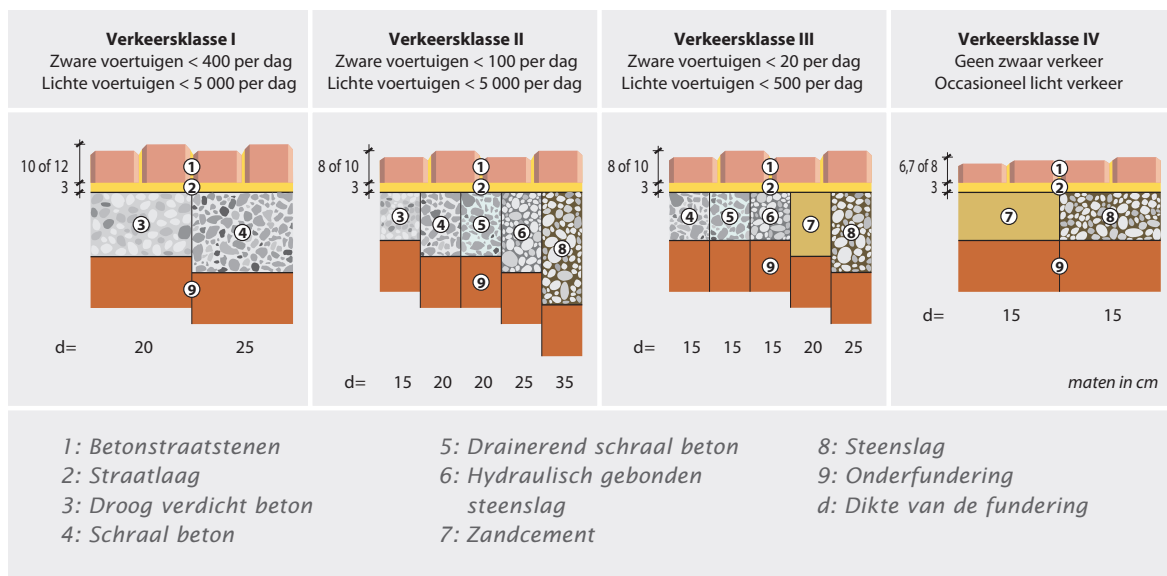 Verkeersklasse I
Zware voertuigen < 400 per dag
Lichte voertuigen < 5 000 per dag
Verkeersklasse II
Zware voertuigen < 100 per dag
Lichte voertuigen < 5 000 per dag
Verkeersklasse III
Zware voertuigen < 20 per dag
Lichte voertuigen < 500 per dag
Verkeersklasse IV
Geen zwaar verkeer
Occasioneel licht verkeer
10 of 12
3
1
2
3 4
9
d= 20 25
8 of 10
3
1
2
3 4 5 6 8
9
d= 15 20 20 25 35
8 of 10
3
1
2
4 5 6 7 8
9
d= 15 15 15 20 25
6,7 of 8
3
1
2
7 8
9
d= 15 15
maten in cm
1: Betonstraatstenen
2: Straatlaag
3: Droog verdicht beton
4: Schraal beton
5: Drainerend schraal beton
6: Hydraulisch gebonden
steenslag
7: Zandcement
8: Steenslag
9: Onderfundering
d: Dikte van de fundering